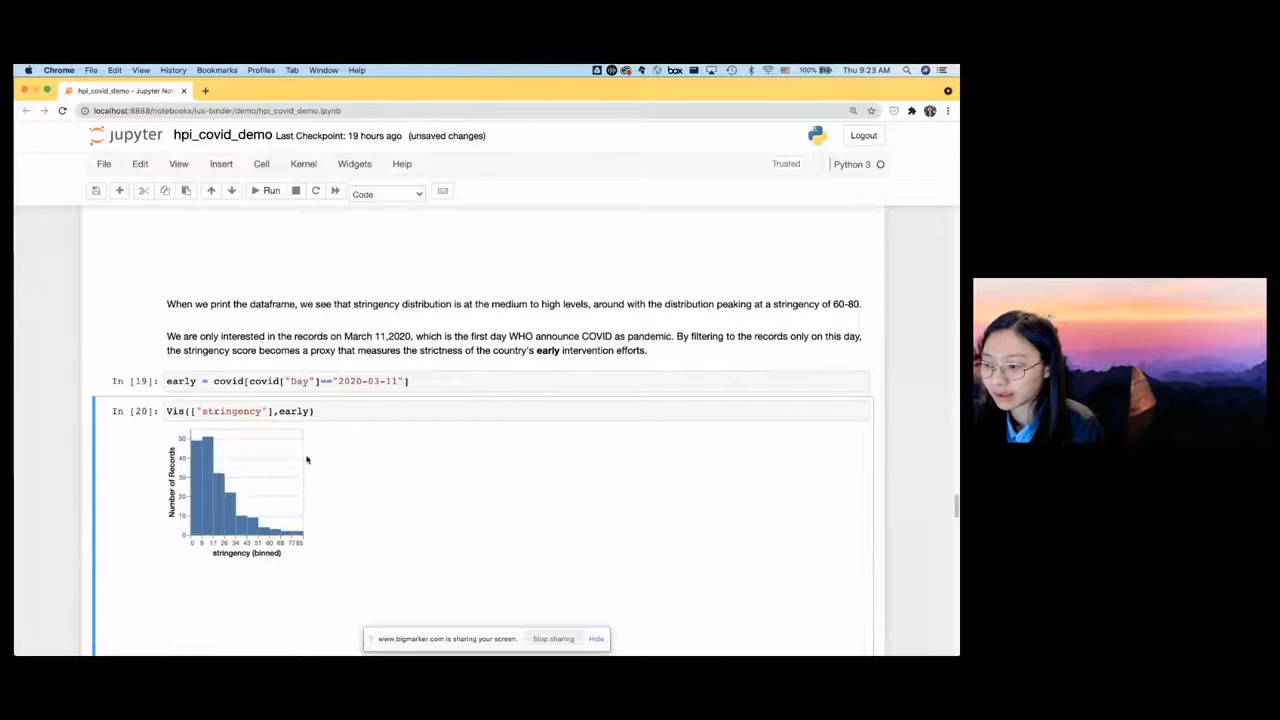 Chrome File Edit View History Bookmarks Profiles Tab Window Help box 100% Thu 9:23 AM
hpi_covid_demo - Jupyter Not
localhost:8888/notebooks/lux-binder/demo/hpi_covid_demo.ipynb
jupyter hpi_covid_demo Last Checkpoint: 19 hours ago (unsaved changes) Logout
File Edit View Insert Cell Kernel Widgets Help Trusted Python 3
Run Code
When we print the dataframe, we see that stringency distribution is at the medium to high levels, around with the distribution peaking at a stringency of 60-80.
We are only interested in the records on March 11,2020, which is the first day WHO announce COVID as pandemic. By filtering to the records only on this day,
the stringency score becomes a proxy that measures the strictness of the country's early intervention efforts.
In [19]: early = covid[covid["Day"]=="2020-03-11"]
In [20]: Vis(["stringency"],early)
Number of Records
50
40
30
20
10
0
0 9 17 26 34 43 51 60 68 77 85
stringency (binned)
www.bigmarker.com is sharing your screen. Stop sharing Hide